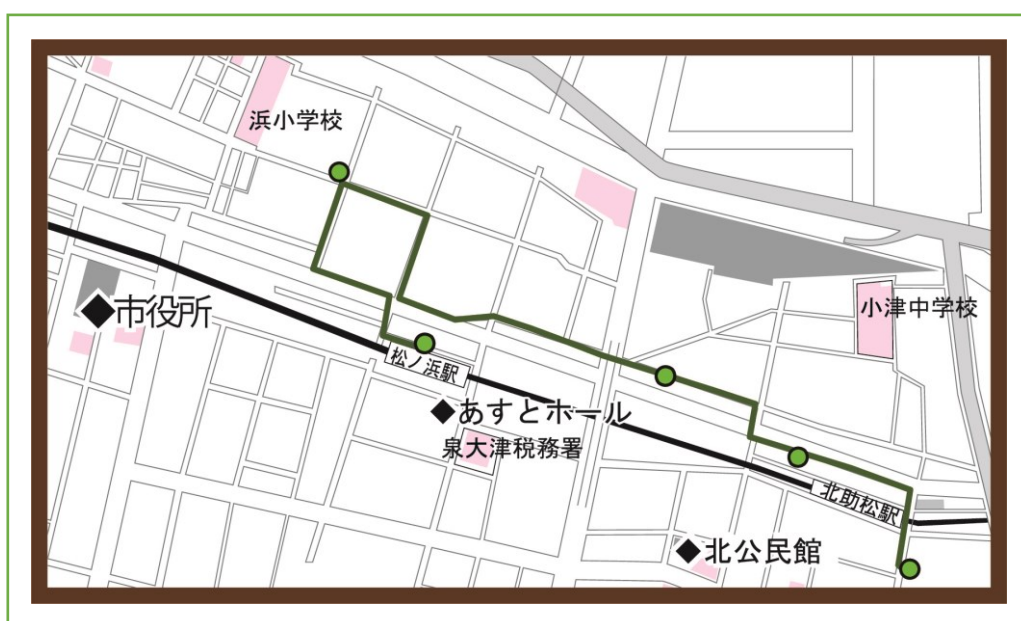 浜小学校
小津中学校
◆市役所
松ノ浜駅
◆あすとホール
泉大津税務署
北助松駅
◆北公民館